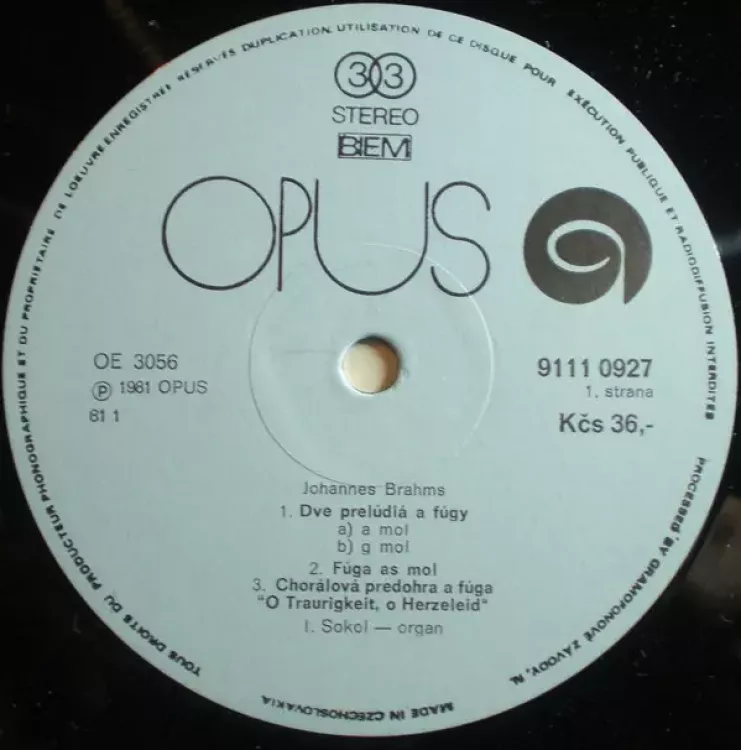 TOUS DROITS DU PRODUCTEUR PHONOGRAPHIQUE ET DU PROPRIETAIRE DE L'OEUVRE ENREGISTREE RÉSERVÉS DUPLICATION, UTILISATION DE CE DISQUE POUR EXÉCUTION PUBLIQUE ET RADIODIFFUSION INTERDITES
33
STEREO
BIEM
OPUS
OE 3056
9111 0927
Ⓟ 1981 OPUS
1. strana
81 1
Kčs 36,-
Johannes Brahms
1. Dve prelúdiá a fúgy
a) a mol
b) g mol
2. Fúga as mol
3. Chorálová predohra a fúga
"O Traurigkeit, o Herzeleid"
I. Sokol — organ
PROCESSED BY GRAMOFONOVÉ ZÁVODY, N.
MADE IN CZECHOSLOVAKIA